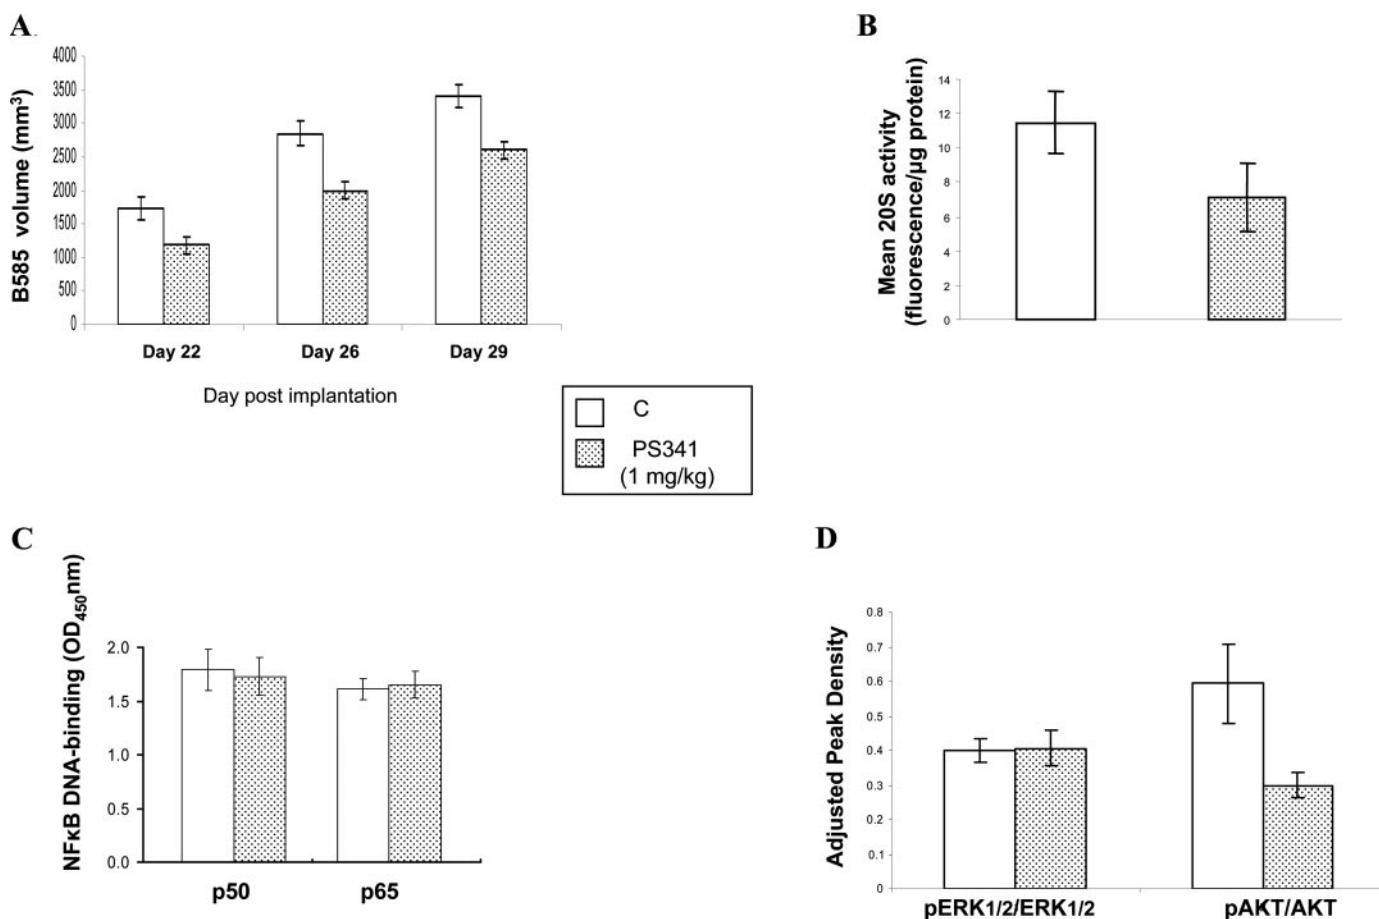 A.
B585 volume (mm³)
4000
3500
3000
2500
2000
1500
1000
500
0
Day 22 Day 26 Day 29
Day post implantation
B
Mean 20S activity
(fluorescence/µg protein)
14
12
10
8
6
4
2
0
C
PS341
(1 mg/kg)
C
NFκB DNA-binding (OD₄₅₀nm)
2.0
1.5
1.0
0.5
0.0
p50 p65
D
Adjusted Peak Density
0.8
0.7
0.6
0.5
0.4
0.3
0.2
0.1
0
pERK1/2/ERK1/2 pAKT/AKT